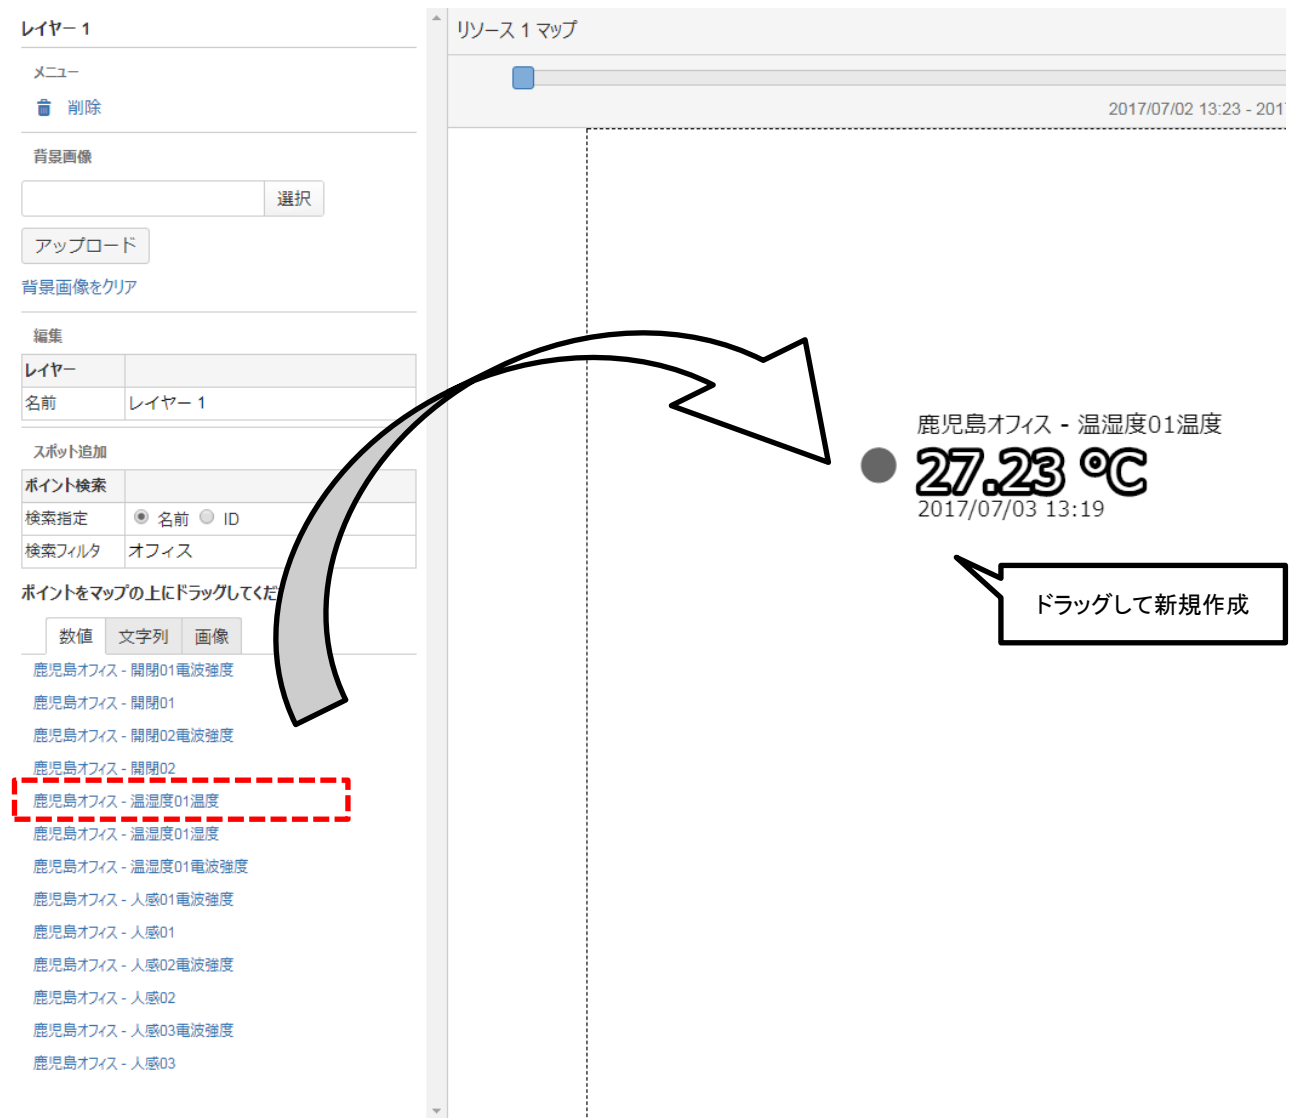 レイヤー 1
メニュー
削除
背景画像
選択
アップロード
背景画像をクリア
編集
レイヤー
名前 レイヤー 1
スポット追加
ポイント検索
検索指定 名前 ID
検索フィルタ オフィス
ポイントをマップの上にドラッグしてくだ
数値 文字列 画像
鹿児島オフィス - 開閉01電波強度
鹿児島オフィス - 開閉01
鹿児島オフィス - 開閉02電波強度
鹿児島オフィス - 開閉02
鹿児島オフィス - 温湿度01温度
鹿児島オフィス - 温湿度01湿度
鹿児島オフィス - 温湿度01電波強度
鹿児島オフィス - 人感01電波強度
鹿児島オフィス - 人感01
鹿児島オフィス - 人感02電波強度
鹿児島オフィス - 人感02
鹿児島オフィス - 人感03電波強度
鹿児島オフィス - 人感03
リソース 1 マップ
2017/07/02 13:23 - 201
鹿児島オフィス - 温湿度01温度
27.23 ℃
2017/07/03 13:19
ドラッグして新規作成